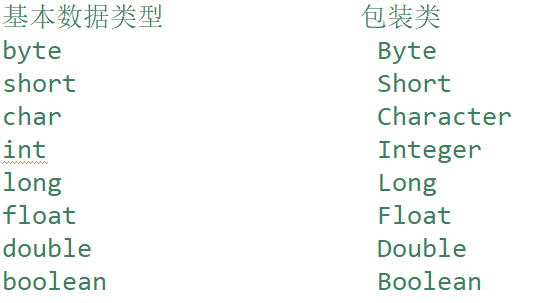 基本数据类型 包装类
byte Byte
short Short
char Character
int Integer
long Long
float Float
double Double
boolean Boolean